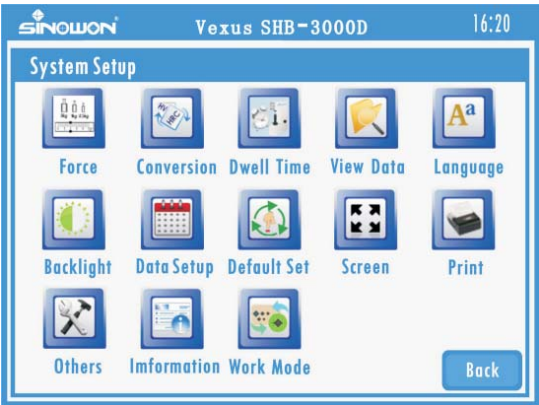 SINOWON Vexus SHB-3000D 16:20
System Setup
Force Conversion Dwell Time View Data Language
Backlight Data Setup Default Set Screen Print
Others Imformation Work Mode
Back